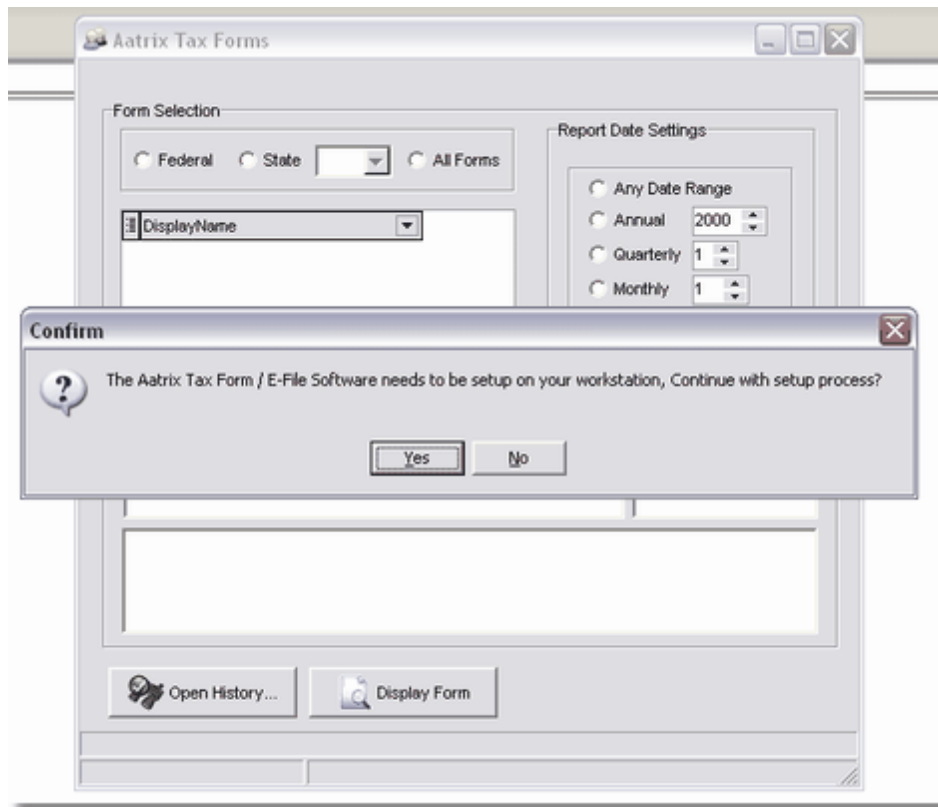 Aatrix Tax Forms
Form Selection
Federal State All Forms
Report Date Settings
Any Date Range
Annual 2000
Quarterly 1
Monthly 1
DisplayName
Confirm
The Aatrix Tax Form / E-File Software needs to be setup on your workstation, Continue with setup process?
Yes No
Open History... Display Form